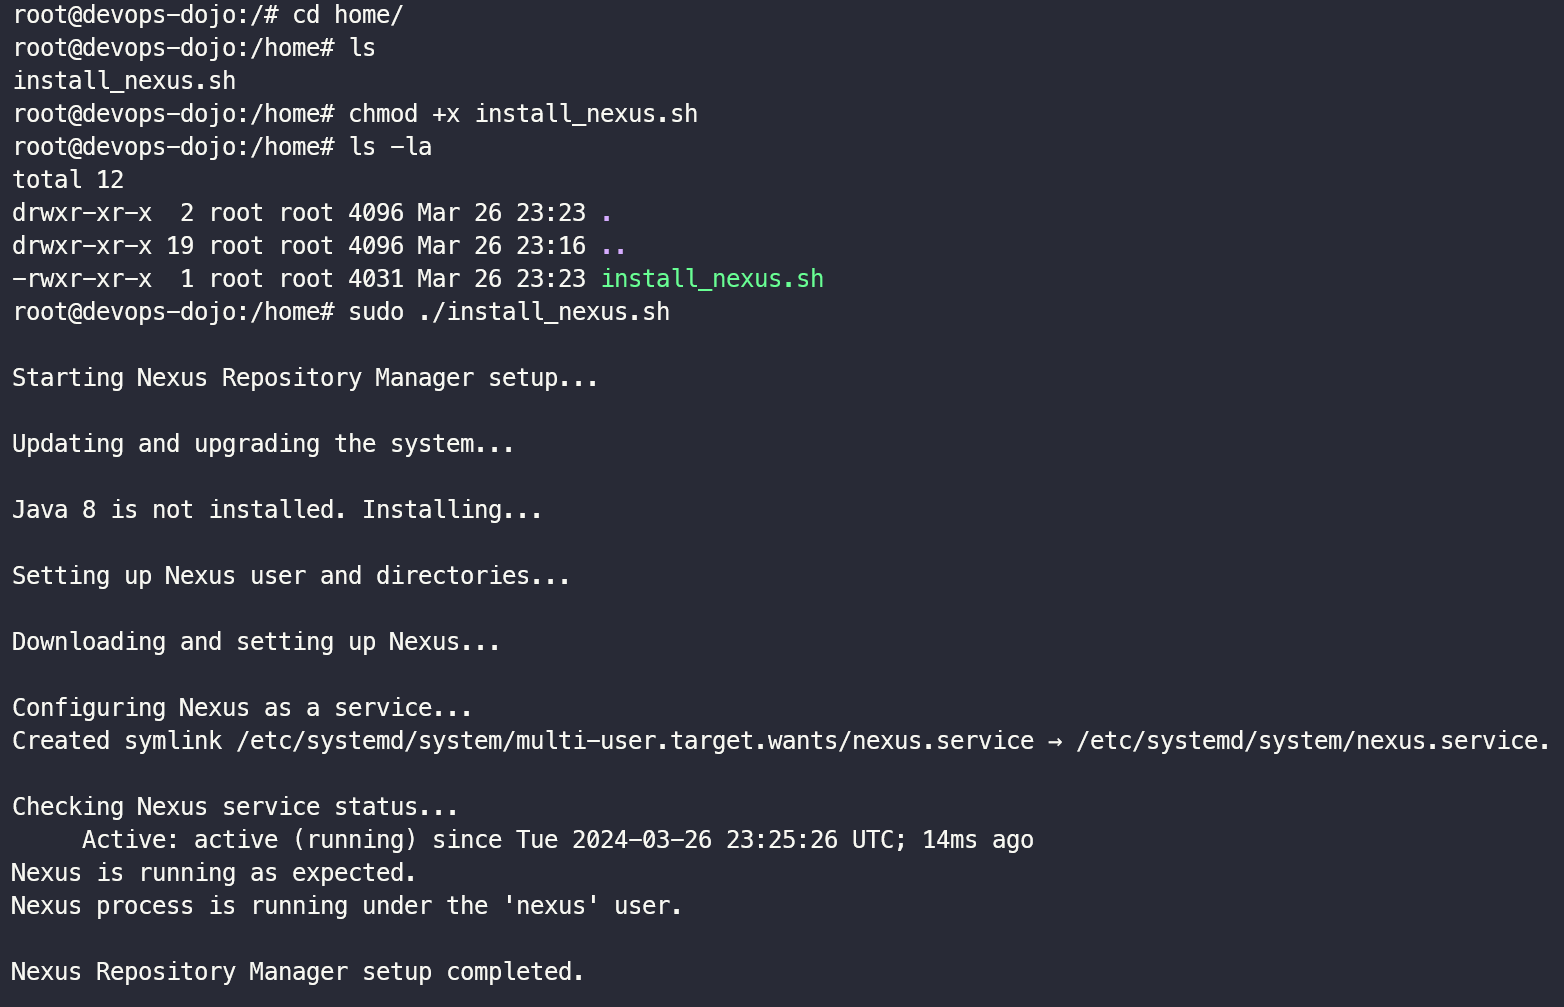 root@devops-dojo:/# cd home/
root@devops-dojo:/home# ls
install_nexus.sh
root@devops-dojo:/home# chmod +x install_nexus.sh
root@devops-dojo:/home# ls -la
total 12
drwxr-xr-x  2 root root 4096 Mar 26 23:23 .
drwxr-xr-x 19 root root 4096 Mar 26 23:16 ..
-rwxr-xr-x  1 root root 4031 Mar 26 23:23 install_nexus.sh
root@devops-dojo:/home# sudo ./install_nexus.sh
Starting Nexus Repository Manager setup...
Updating and upgrading the system...
Java 8 is not installed. Installing...
Setting up Nexus user and directories...
Downloading and setting up Nexus...
Configuring Nexus as a service...
Created symlink /etc/systemd/system/multi-user.target.wants/nexus.service → /etc/systemd/system/nexus.service.
Checking Nexus service status...
     Active: active (running) since Tue 2024-03-26 23:25:26 UTC; 14ms ago
Nexus is running as expected.
Nexus process is running under the 'nexus' user.
Nexus Repository Manager setup completed.